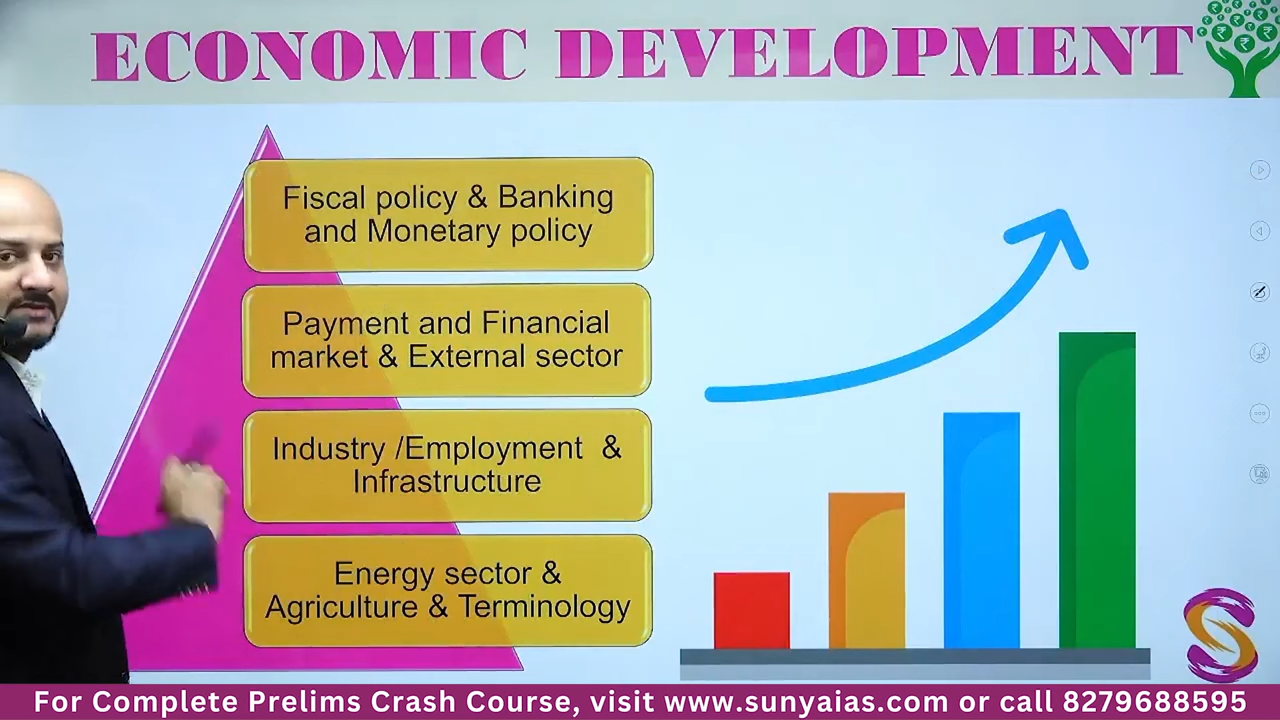 ECONOMIC DEVELOPMENT
Fiscal policy & Banking
and Monetary policy
Payment and Financial
market & External sector
Industry /Employment &
Infrastructure
Energy sector &
Agriculture & Terminology
For Complete Prelims Crash Course, visit www.sunyaias.com or call 8279688595